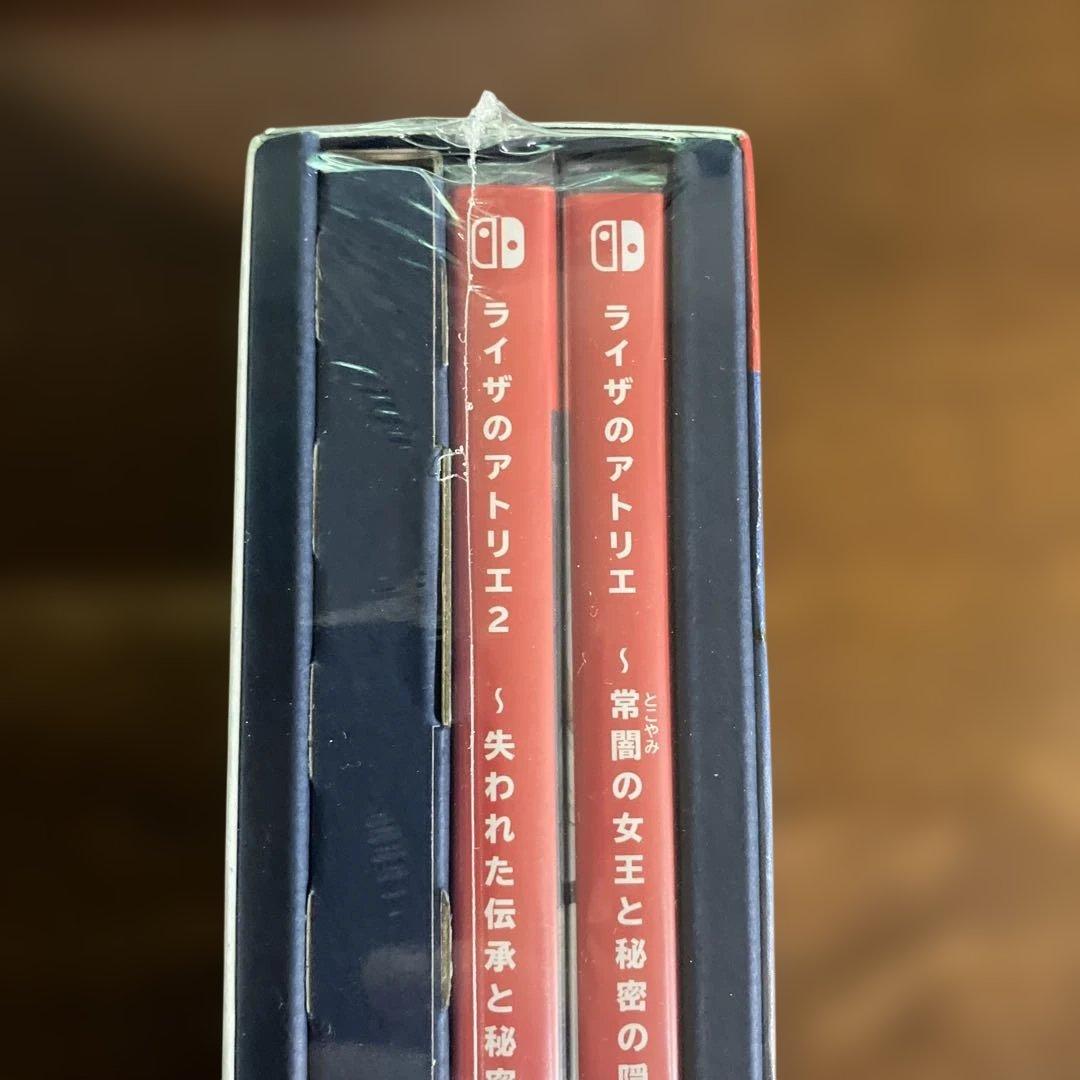 ライザのアトリエ ～常闇の女王と秘密の隠
とこやみ
ライザのアトリエ2 ～失われた伝承と秘密